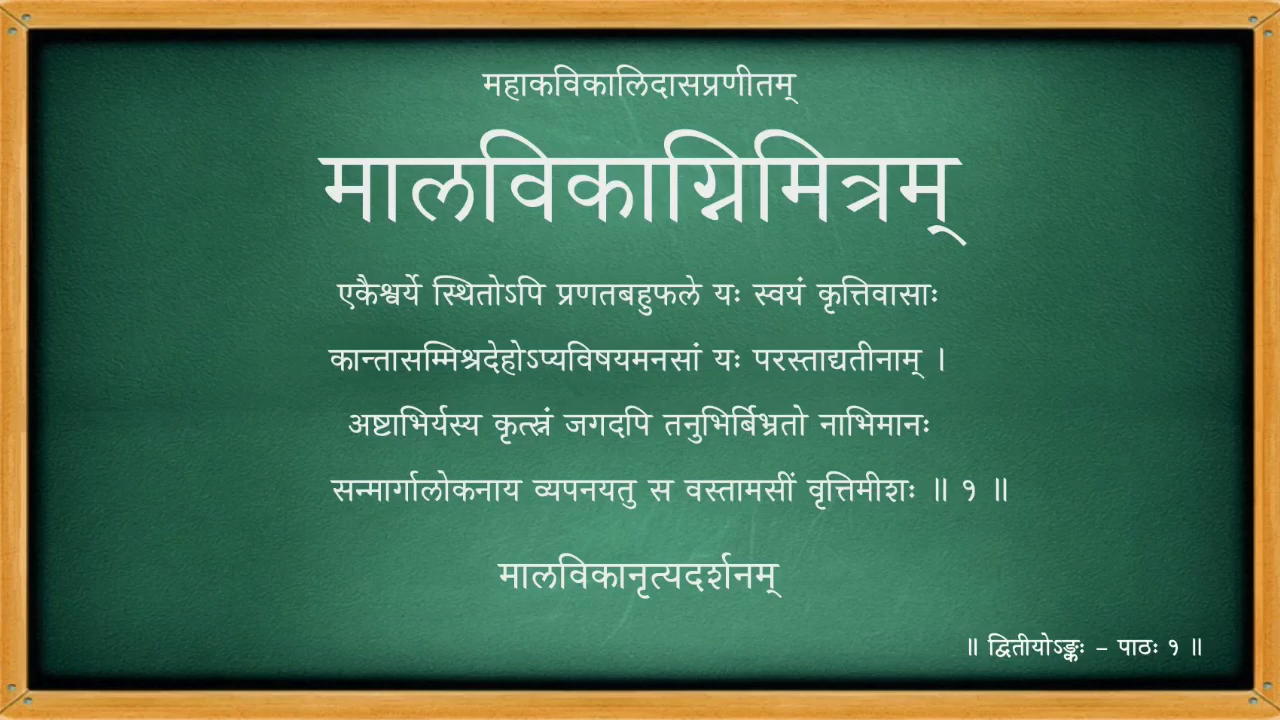 महाकविकालिदासप्रणीतम्
मालविकाग्निमित्रम्
एकैश्वर्ये स्थितोऽपि प्रणतबहुफले यः स्वयं कृत्तिवासाः
कान्तासम्मिश्रदेहोऽप्यविषयमनसां यः परस्ताद्यतीनाम् ।
अष्टाभिर्यस्य कृत्स्नं जगदपि तनुभिर्बिभ्रतो नाभिमानः
सन्मार्गालोकनाय व्यपनयतु स वस्तामसीं वृत्तिमीशः ॥ १ ॥
मालविकानृत्यदर्शनम्
॥ द्वितीयोऽङ्कः – पाठः १ ॥